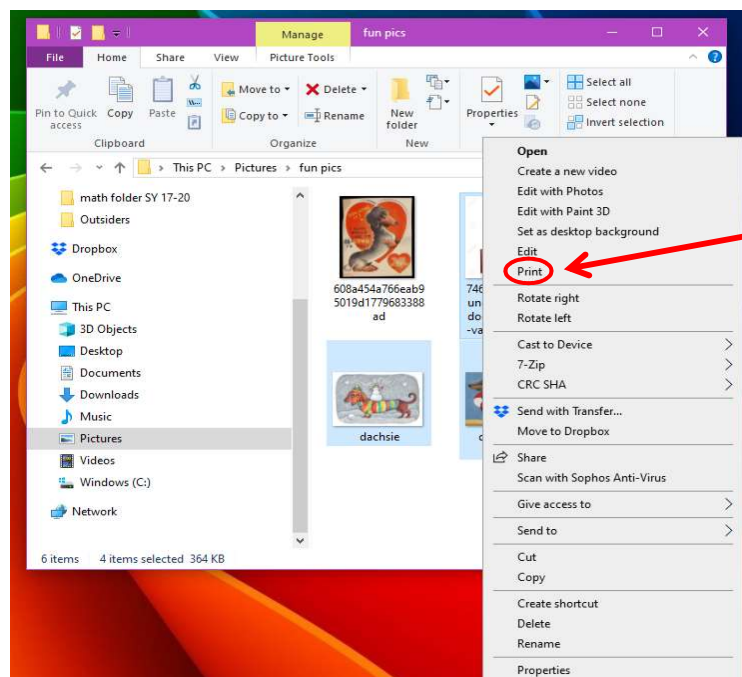 Manage
fun pics
File
Home
Share
View
Picture Tools
Pin to Quick access
Copy
Paste
Move to
Copy to
Delete
Rename
New folder
Properties
Select all
Select none
Invert selection
Clipboard
Organize
New
This PC > Pictures > fun pics
math folder SY 17-20
Outsiders
Dropbox
OneDrive
This PC
3D Objects
Desktop
Documents
Downloads
Music
Pictures
Videos
Windows (C:)
Network
608a454a766eab9
5019d1779683388
ad
746
un
do
-va
dachsie
6 items 4 items selected 364 KB
Open
Create a new video
Edit with Photos
Edit with Paint 3D
Set as desktop background
Edit
Print
Rotate right
Rotate left
Cast to Device
7-Zip
CRC SHA
Send with Transfer...
Move to Dropbox
Share
Scan with Sophos Anti-Virus
Give access to
Send to
Cut
Copy
Create shortcut
Delete
Rename
Properties